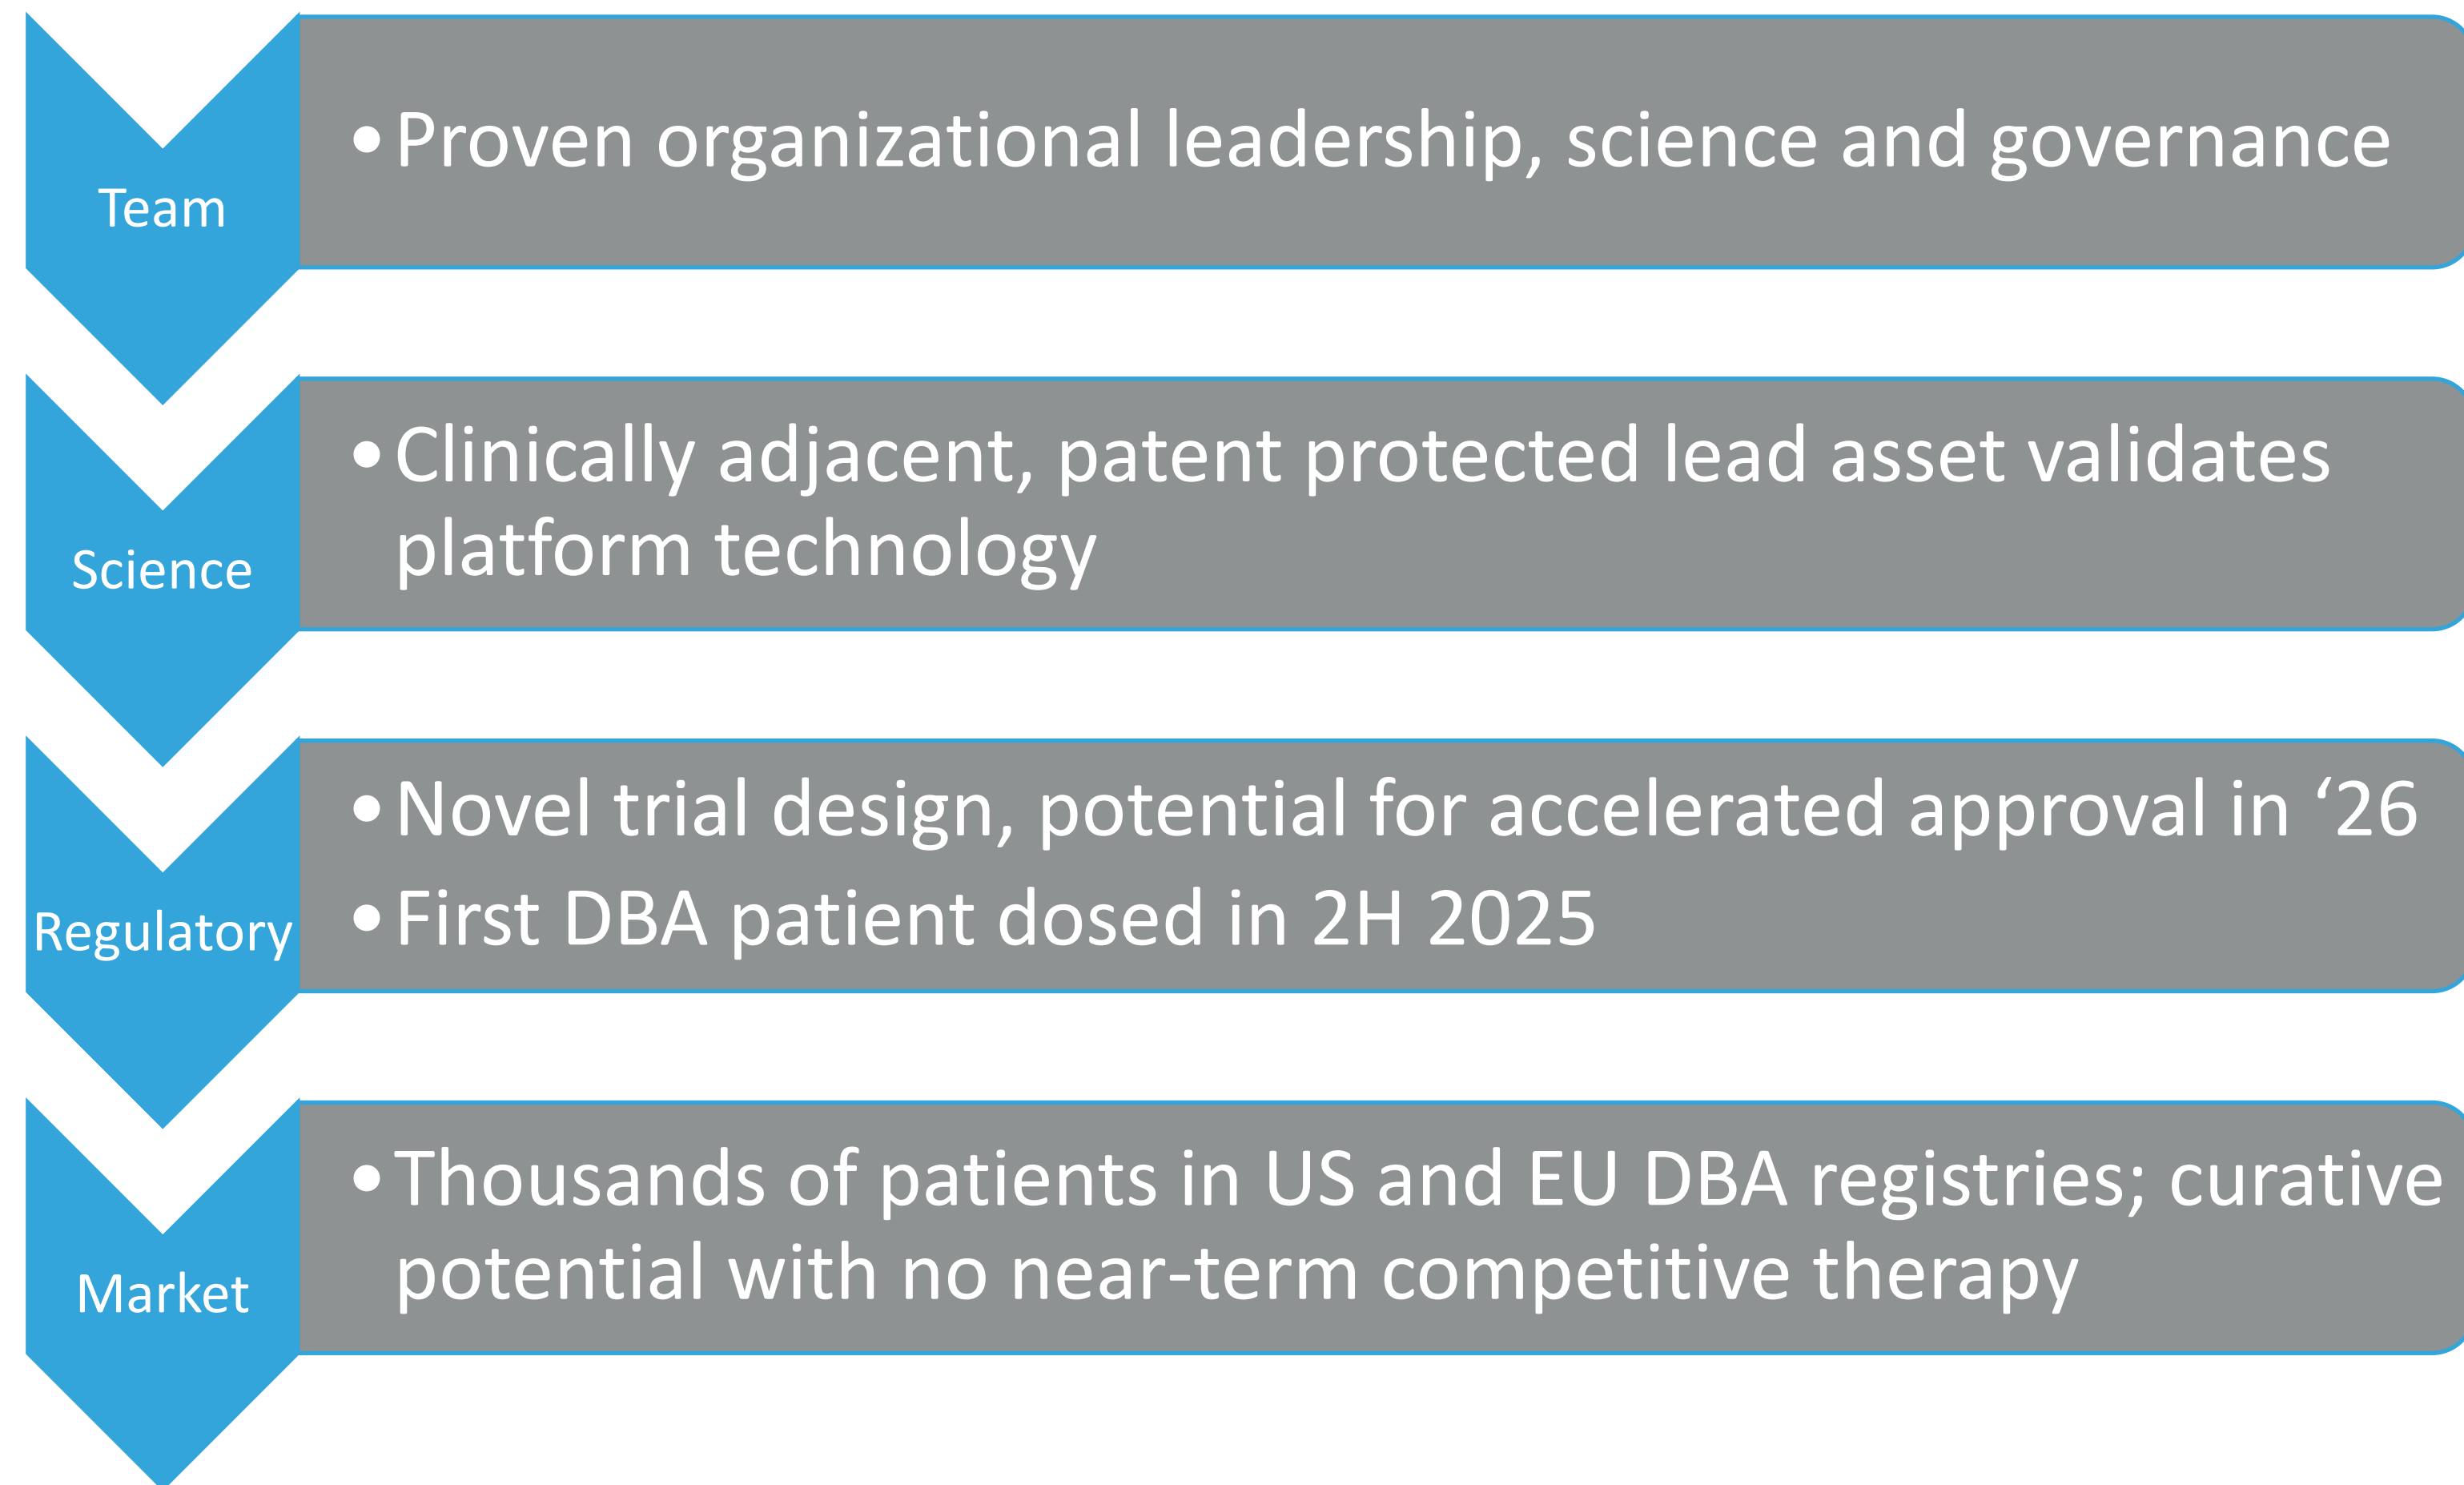 Team
• Proven organizational leadership, science and governance
Science
• Clinically adjacent, patent protected lead asset validates
platform technology
Regulatory
• Novel trial design, potential for accelerated approval in ‘26
• First DBA patient dosed in 2H 2025
Market
• Thousands of patients in US and EU DBA registries; curative
potential with no near-term competitive therapy